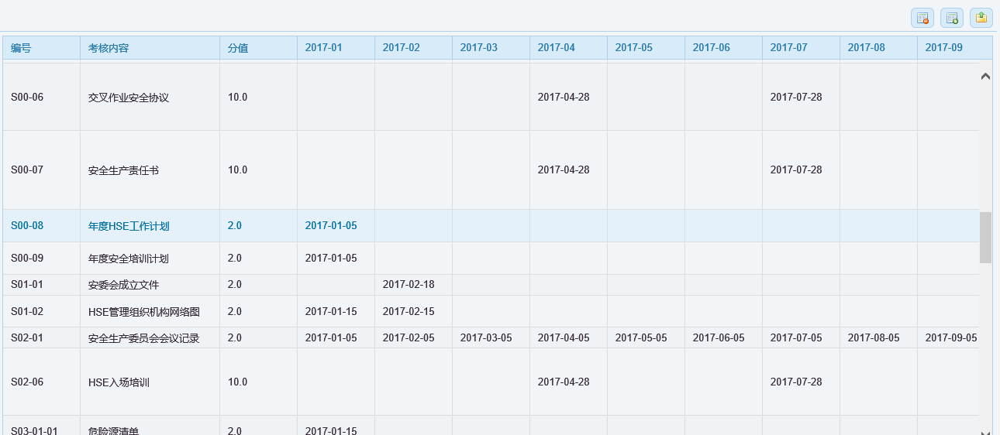 编号 考核内容 分值 2017-01 2017-02 2017-03 2017-04 2017-05 2017-06 2017-07 2017-08 2017-09
S00-06 交叉作业安全协议 10.0 2017-04-28 2017-07-28
S00-07 安全生产责任书 10.0 2017-04-28 2017-07-28
S00-08 年度HSE工作计划 2.0 2017-01-05
S00-09 年度安全培训计划 2.0 2017-01-05
S01-01 安委会成立文件 2.0 2017-02-18
S01-02 HSE管理组织机构网络图 2.0 2017-01-15 2017-02-15
S02-01 安全生产委员会会议记录 2.0 2017-01-05 2017-02-05 2017-03-05 2017-04-05 2017-05-05 2017-06-05 2017-07-05 2017-08-05 2017-09-05
S02-06 HSE入场培训 10.0 2017-04-28 2017-07-28
S03-01-01 危险源清单 2.0 2017-01-15